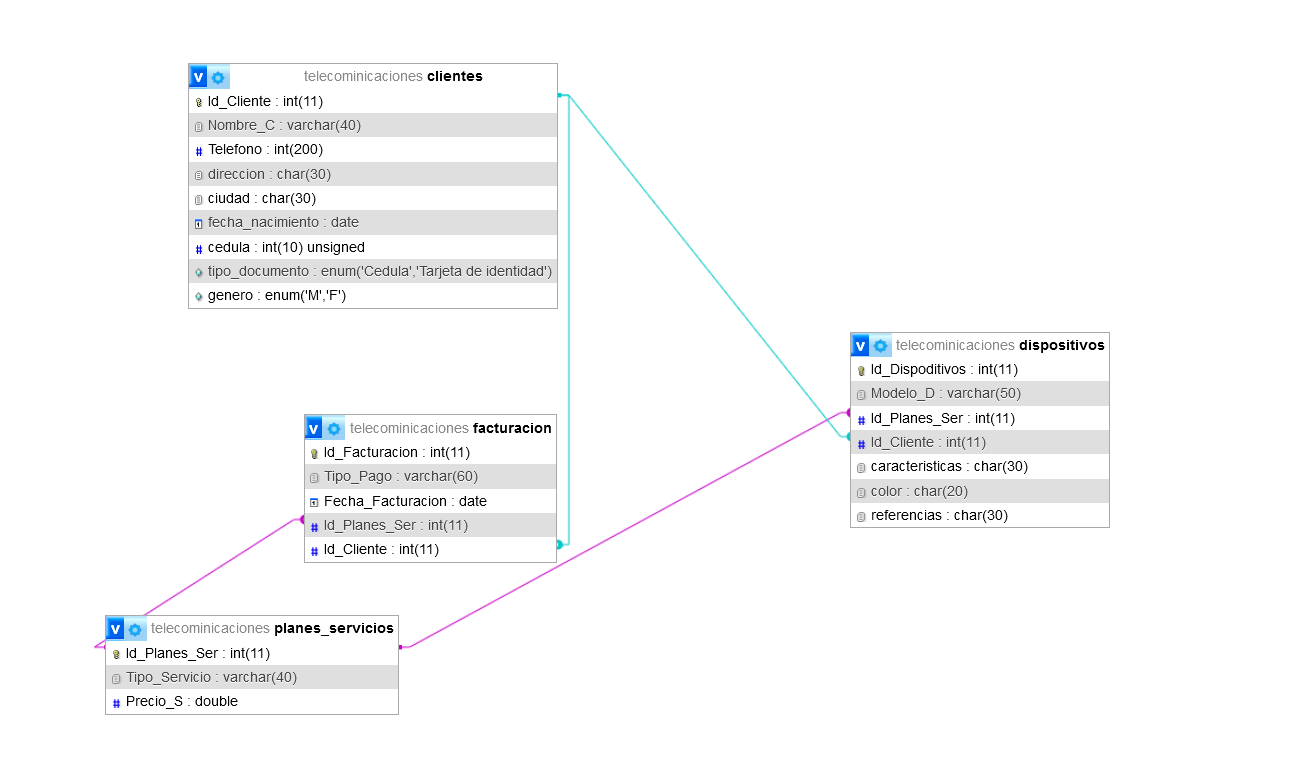 v telecominicaciones clientes
Id_Cliente : int(11)
Nombre_C : varchar(40)
# Telefono : int(200)
direccion : char(30)
ciudad : char(30)
fecha_nacimiento : date
# cedula : int(10) unsigned
tipo_documento : enum('Cedula','Tarjeta de identidad')
genero : enum('M','F')
v telecominicaciones dispositivos
Id_Dispoditivos : int(11)
Modelo_D : varchar(50)
# Id_Planes_Ser : int(11)
# Id_Cliente : int(11)
caracteristicas : char(30)
color : char(20)
referencias : char(30)
v telecominicaciones facturacion
Id_Facturacion : int(11)
Tipo_Pago : varchar(60)
Fecha_Facturacion : date
# Id_Planes_Ser : int(11)
# Id_Cliente : int(11)
v telecominicaciones planes_servicios
Id_Planes_Ser : int(11)
Tipo_Servicio : varchar(40)
# Precio_S : double